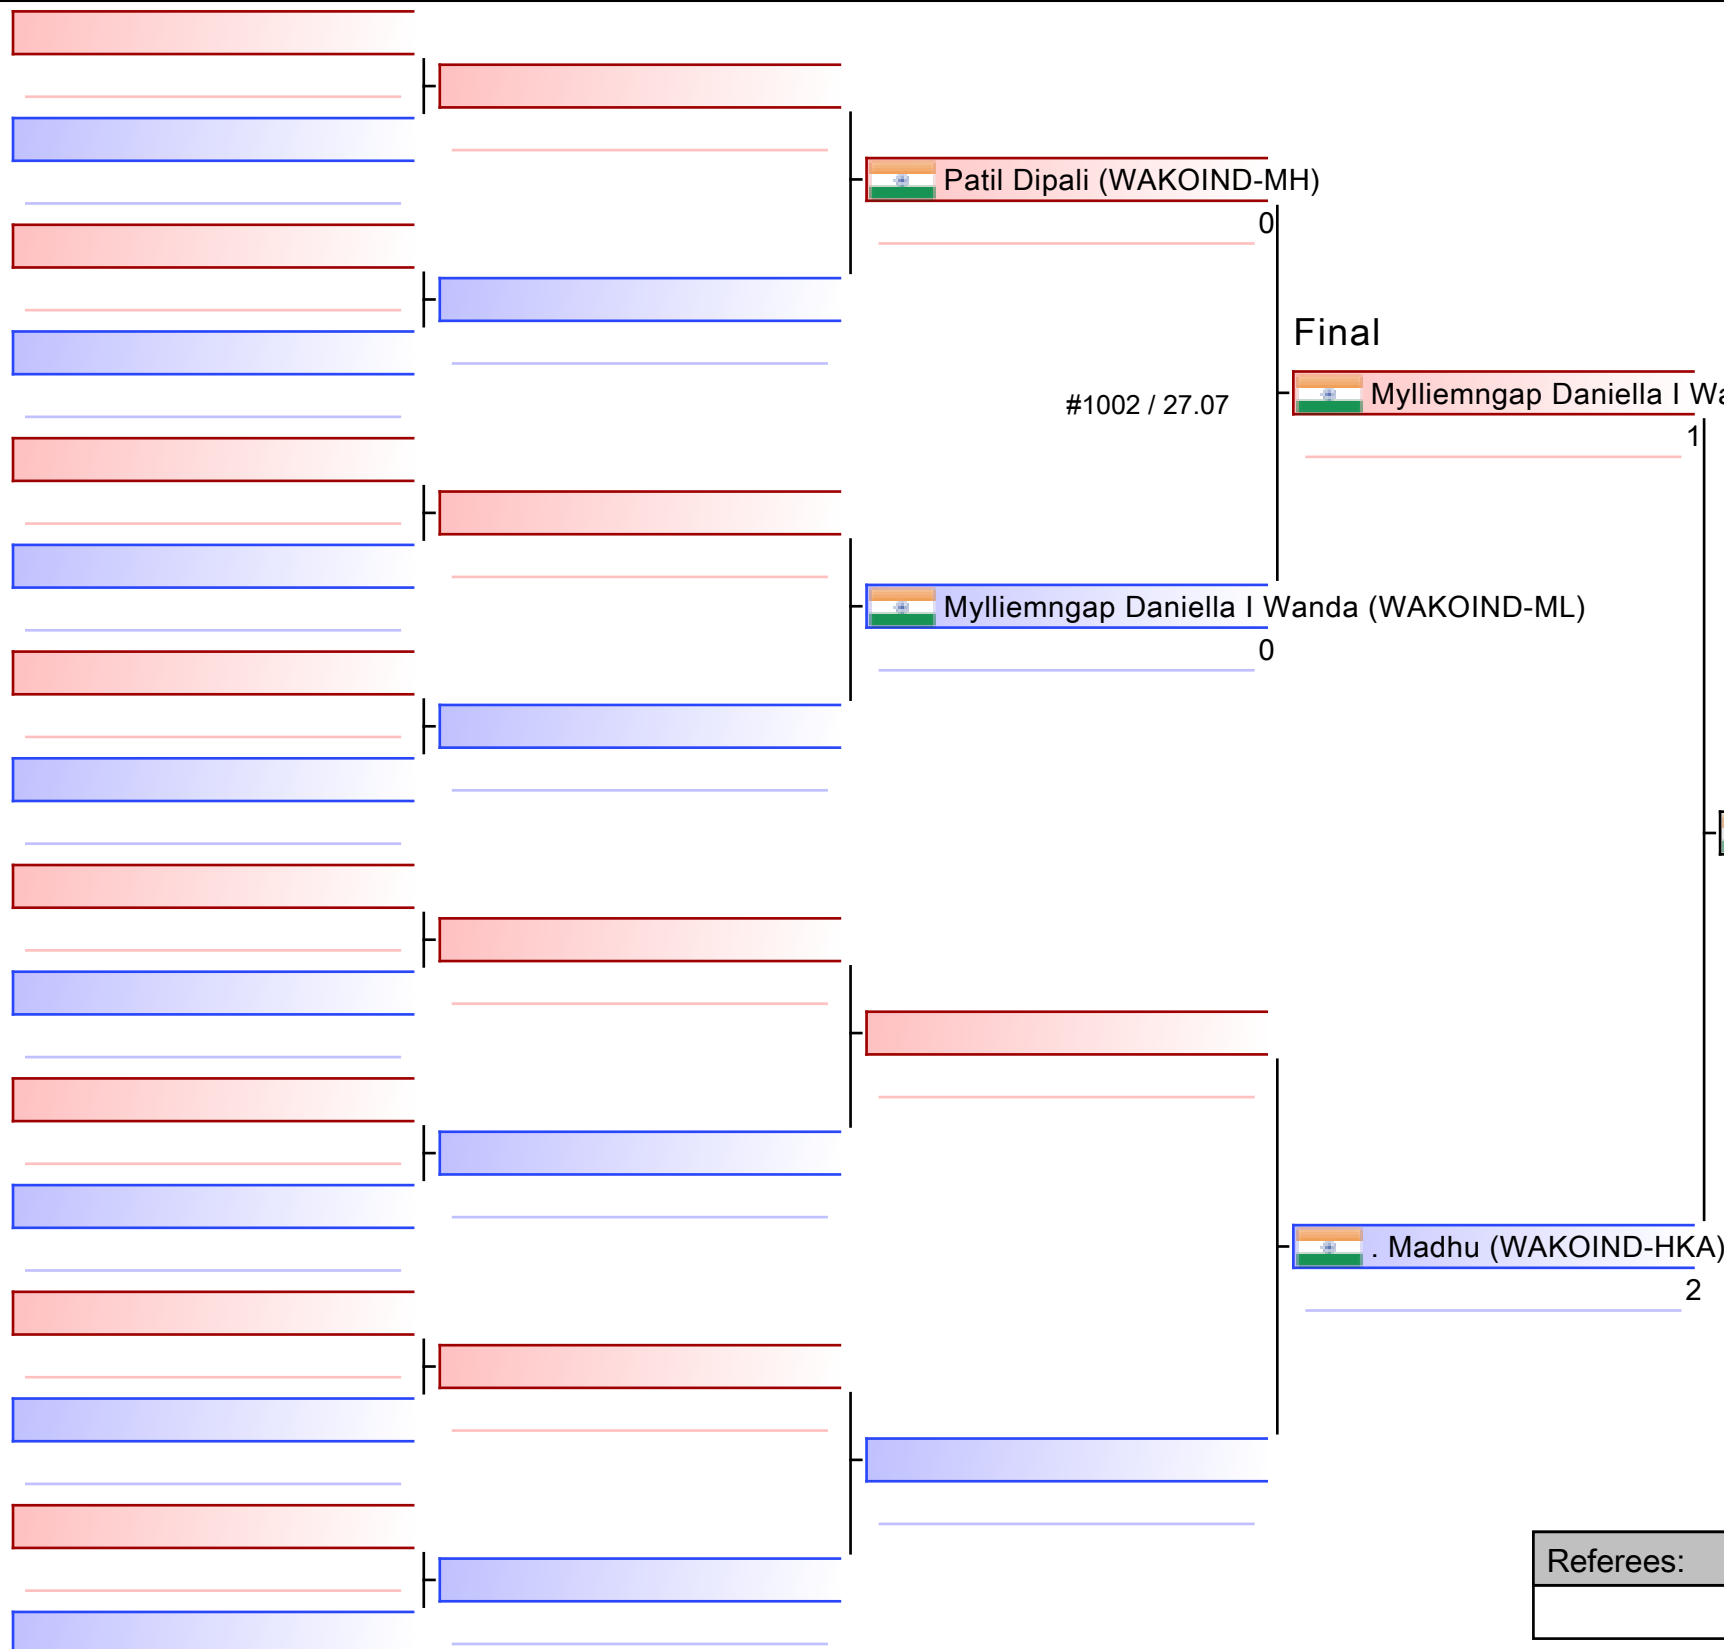 Patil Dipali (WAKOIND-MH)
0
Final
#1002 / 27.07
Mylliemngap Daniella I
1
Mylliemngap Daniella I Wanda (WAKOIND-ML)
0
. Madhu (WAKOIND-HKA)
2
Referees: